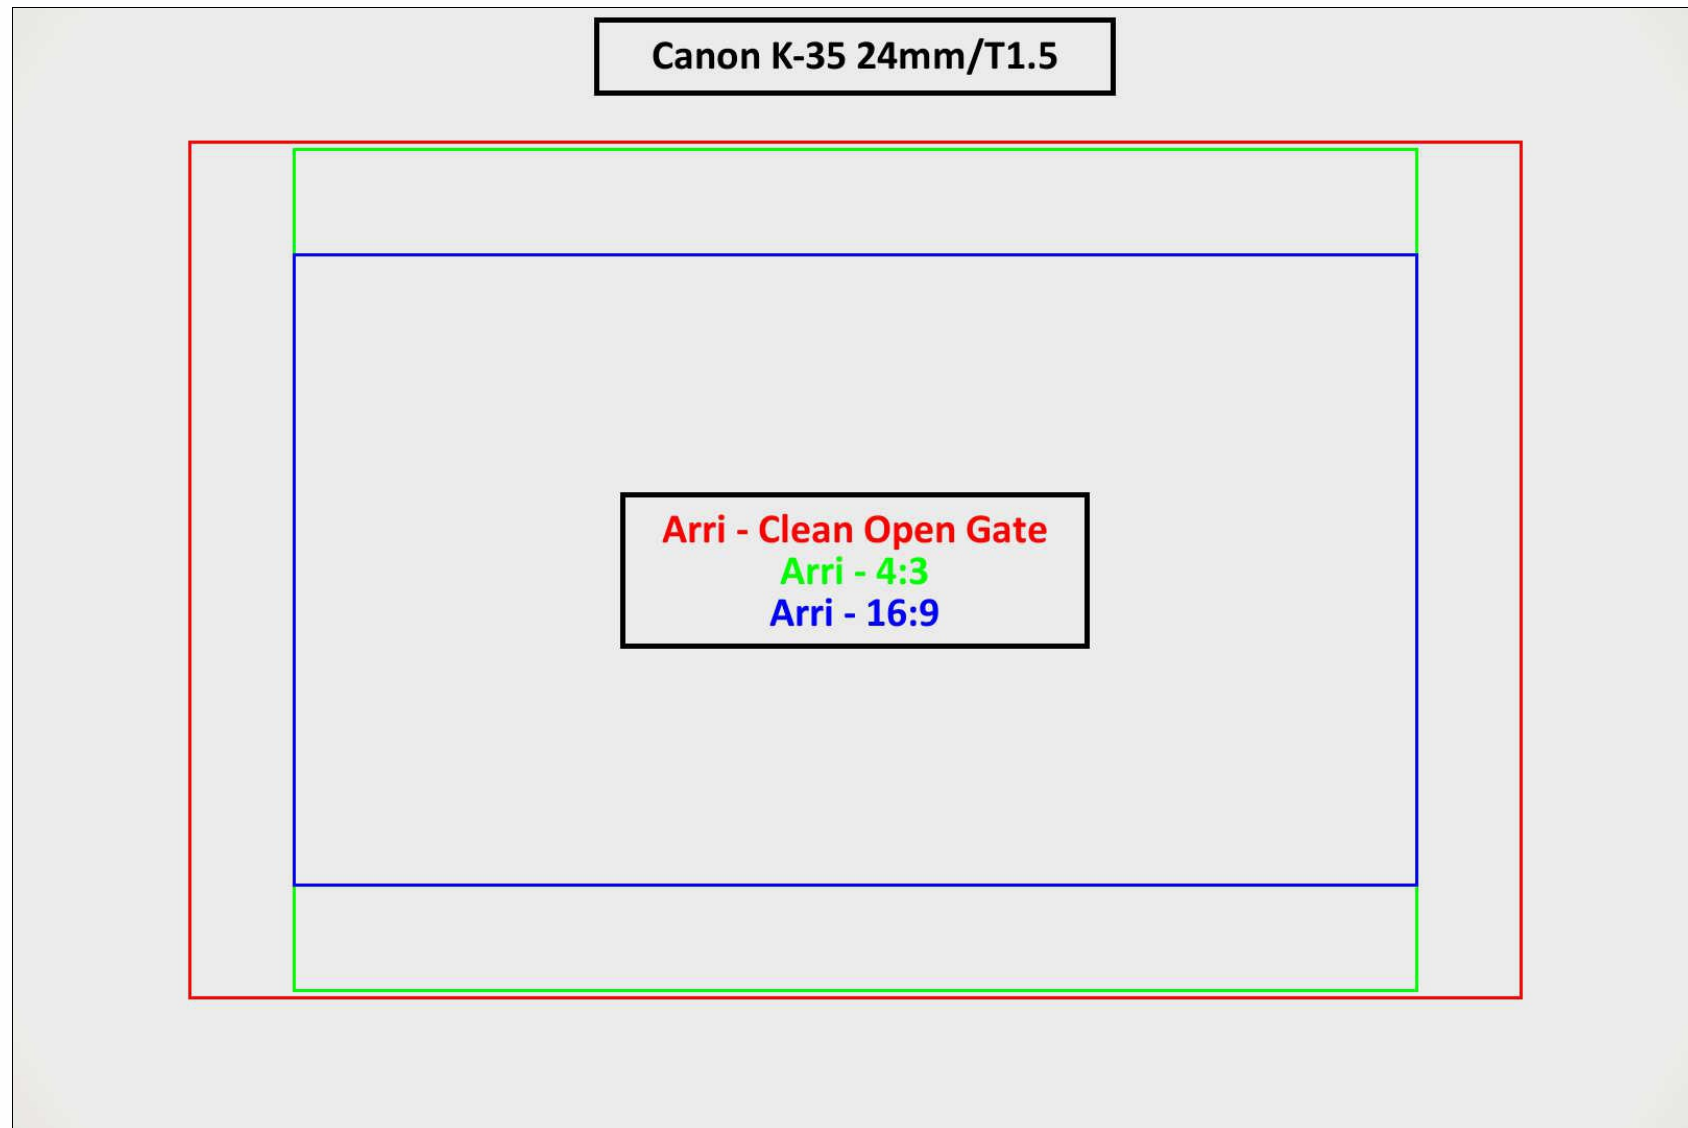 Canon K-35 24mm/T1.5
Arri - Clean Open Gate
Arri - 4:3
Arri - 16:9